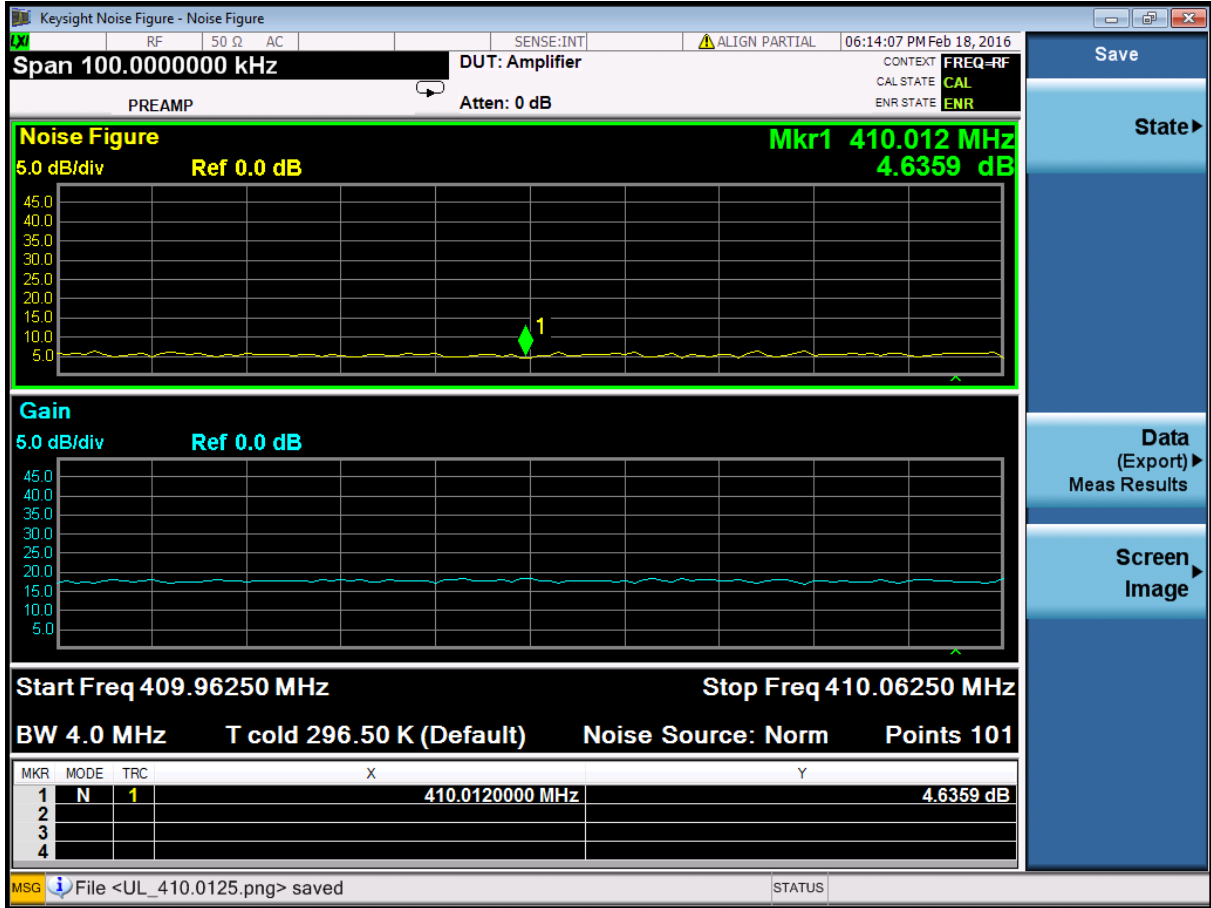 Keysight Noise Figure - Noise Figure
LXI RF 50 Ω AC SENSE:INT ALIGN PARTIAL 06:14:07 PM Feb 18, 2016
Span 100.0000000 kHz
DUT: Amplifier
CONTEXT FREQ=RF
CAL STATE CAL
PREAMP
Atten: 0 dB
ENR STATE ENR
Noise Figure
Mkr1 410.012 MHz
5.0 dB/div Ref 0.0 dB
4.6359 dB
45.0
40.0
35.0
30.0
25.0
20.0
15.0
10.0
5.0
1
Gain
5.0 dB/div Ref 0.0 dB
45.0
40.0
35.0
30.0
25.0
20.0
15.0
10.0
5.0
Start Freq 409.96250 MHz Stop Freq 410.06250 MHz
BW 4.0 MHz T cold 296.50 K (Default) Noise Source: Norm Points 101
MKR MODE TRC X Y
1 N 1 410.0120000 MHz 4.6359 dB
2
3
4
MSG File <UL_410.0125.png> saved STATUS
Save
State
Data
(Export)
Meas Results
Screen
Image